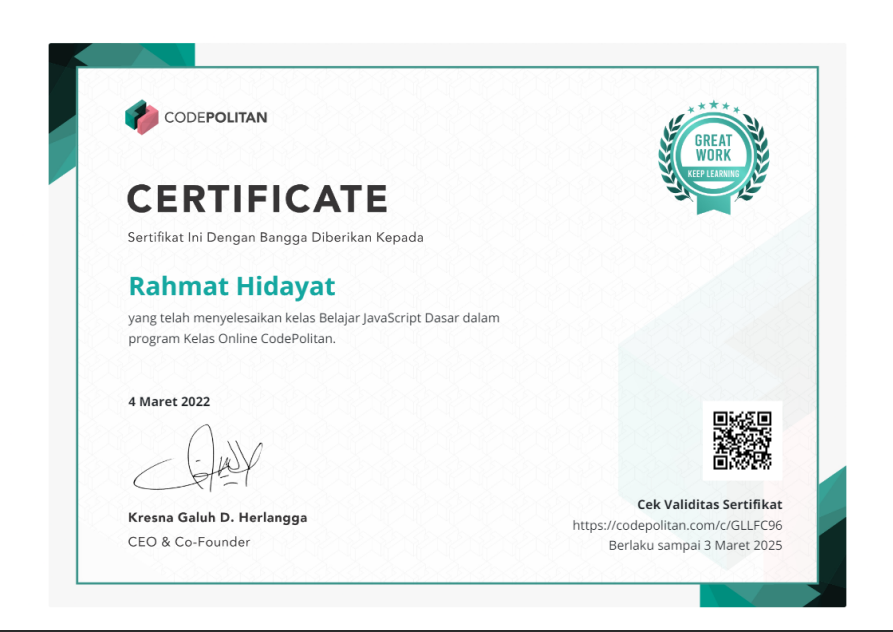 CODEPOLITAN
GREAT
WORK
KEEP LEARNING
CERTIFICATE
Sertifikat Ini Dengan Bangga Diberikan Kepada
Rahmat Hidayat
yang telah menyelesaikan kelas Belajar JavaScript Dasar dalam
program Kelas Online CodePolitan.
4 Maret 2022
Kresna Galuh D. Herlangga
CEO & Co-Founder
Cek Validitas Sertifikat
https://codepolitan.com/c/GLLFC96
Berlaku sampai 3 Maret 2025